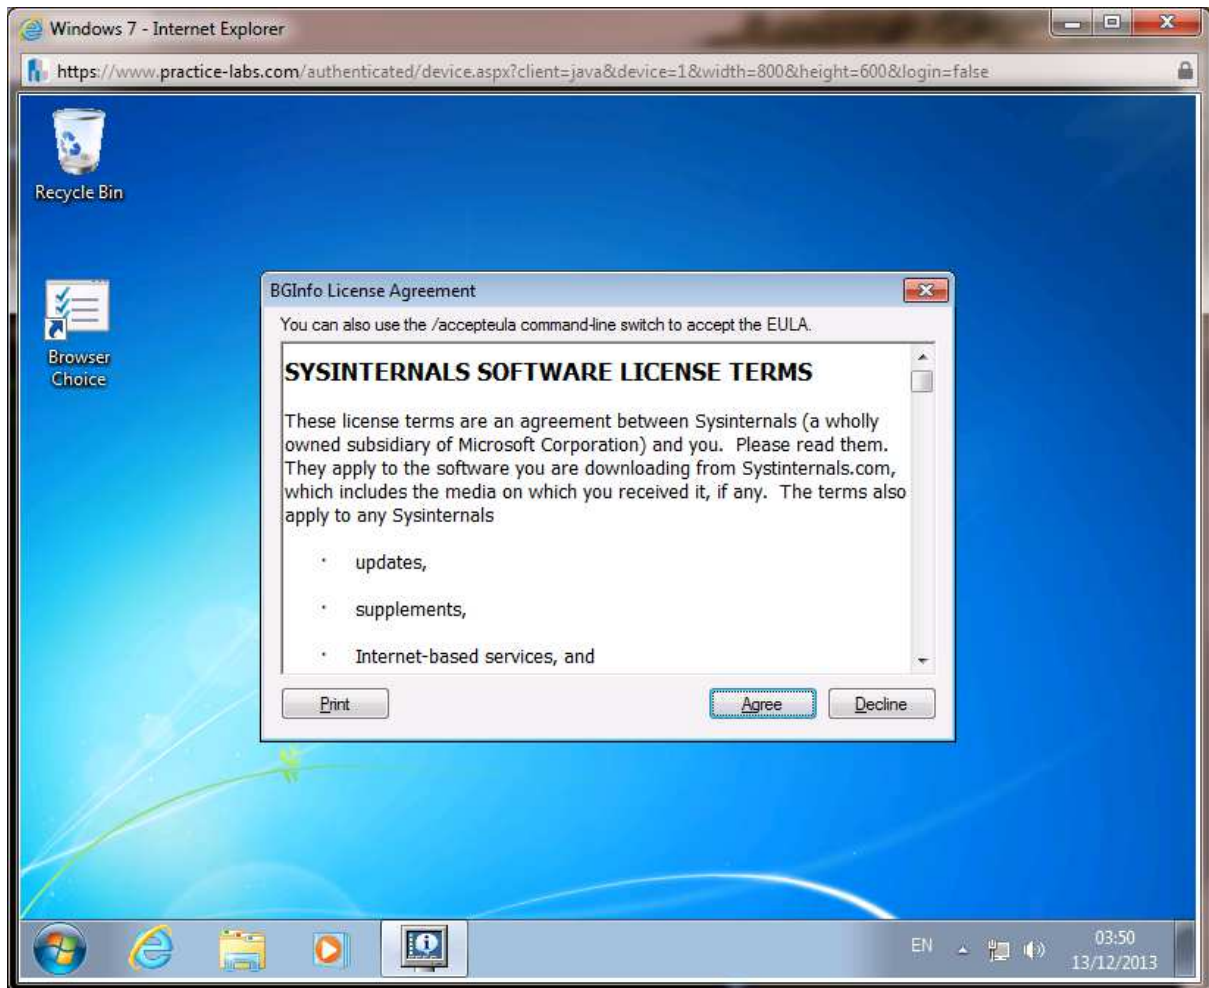 Windows 7 - Internet Explorer
https://www.practice-labs.com/authenticated/device.aspx?client=java&device=1&width=800&height=600&login=false
Recycle Bin
Browser
Choice
BGInfo License Agreement
You can also use the /accepteula command-line switch to accept the EULA.
SYSINTERNALS SOFTWARE LICENSE TERMS
These license terms are an agreement between Sysinternals (a wholly
owned subsidiary of Microsoft Corporation) and you.  Please read them.
They apply to the software you are downloading from Systinternals.com,
which includes the media on which you received it, if any.  The terms also
apply to any Sysinternals
· updates,
· supplements,
· Internet-based services, and
Print
Agree
Decline
EN
03:50
13/12/2013